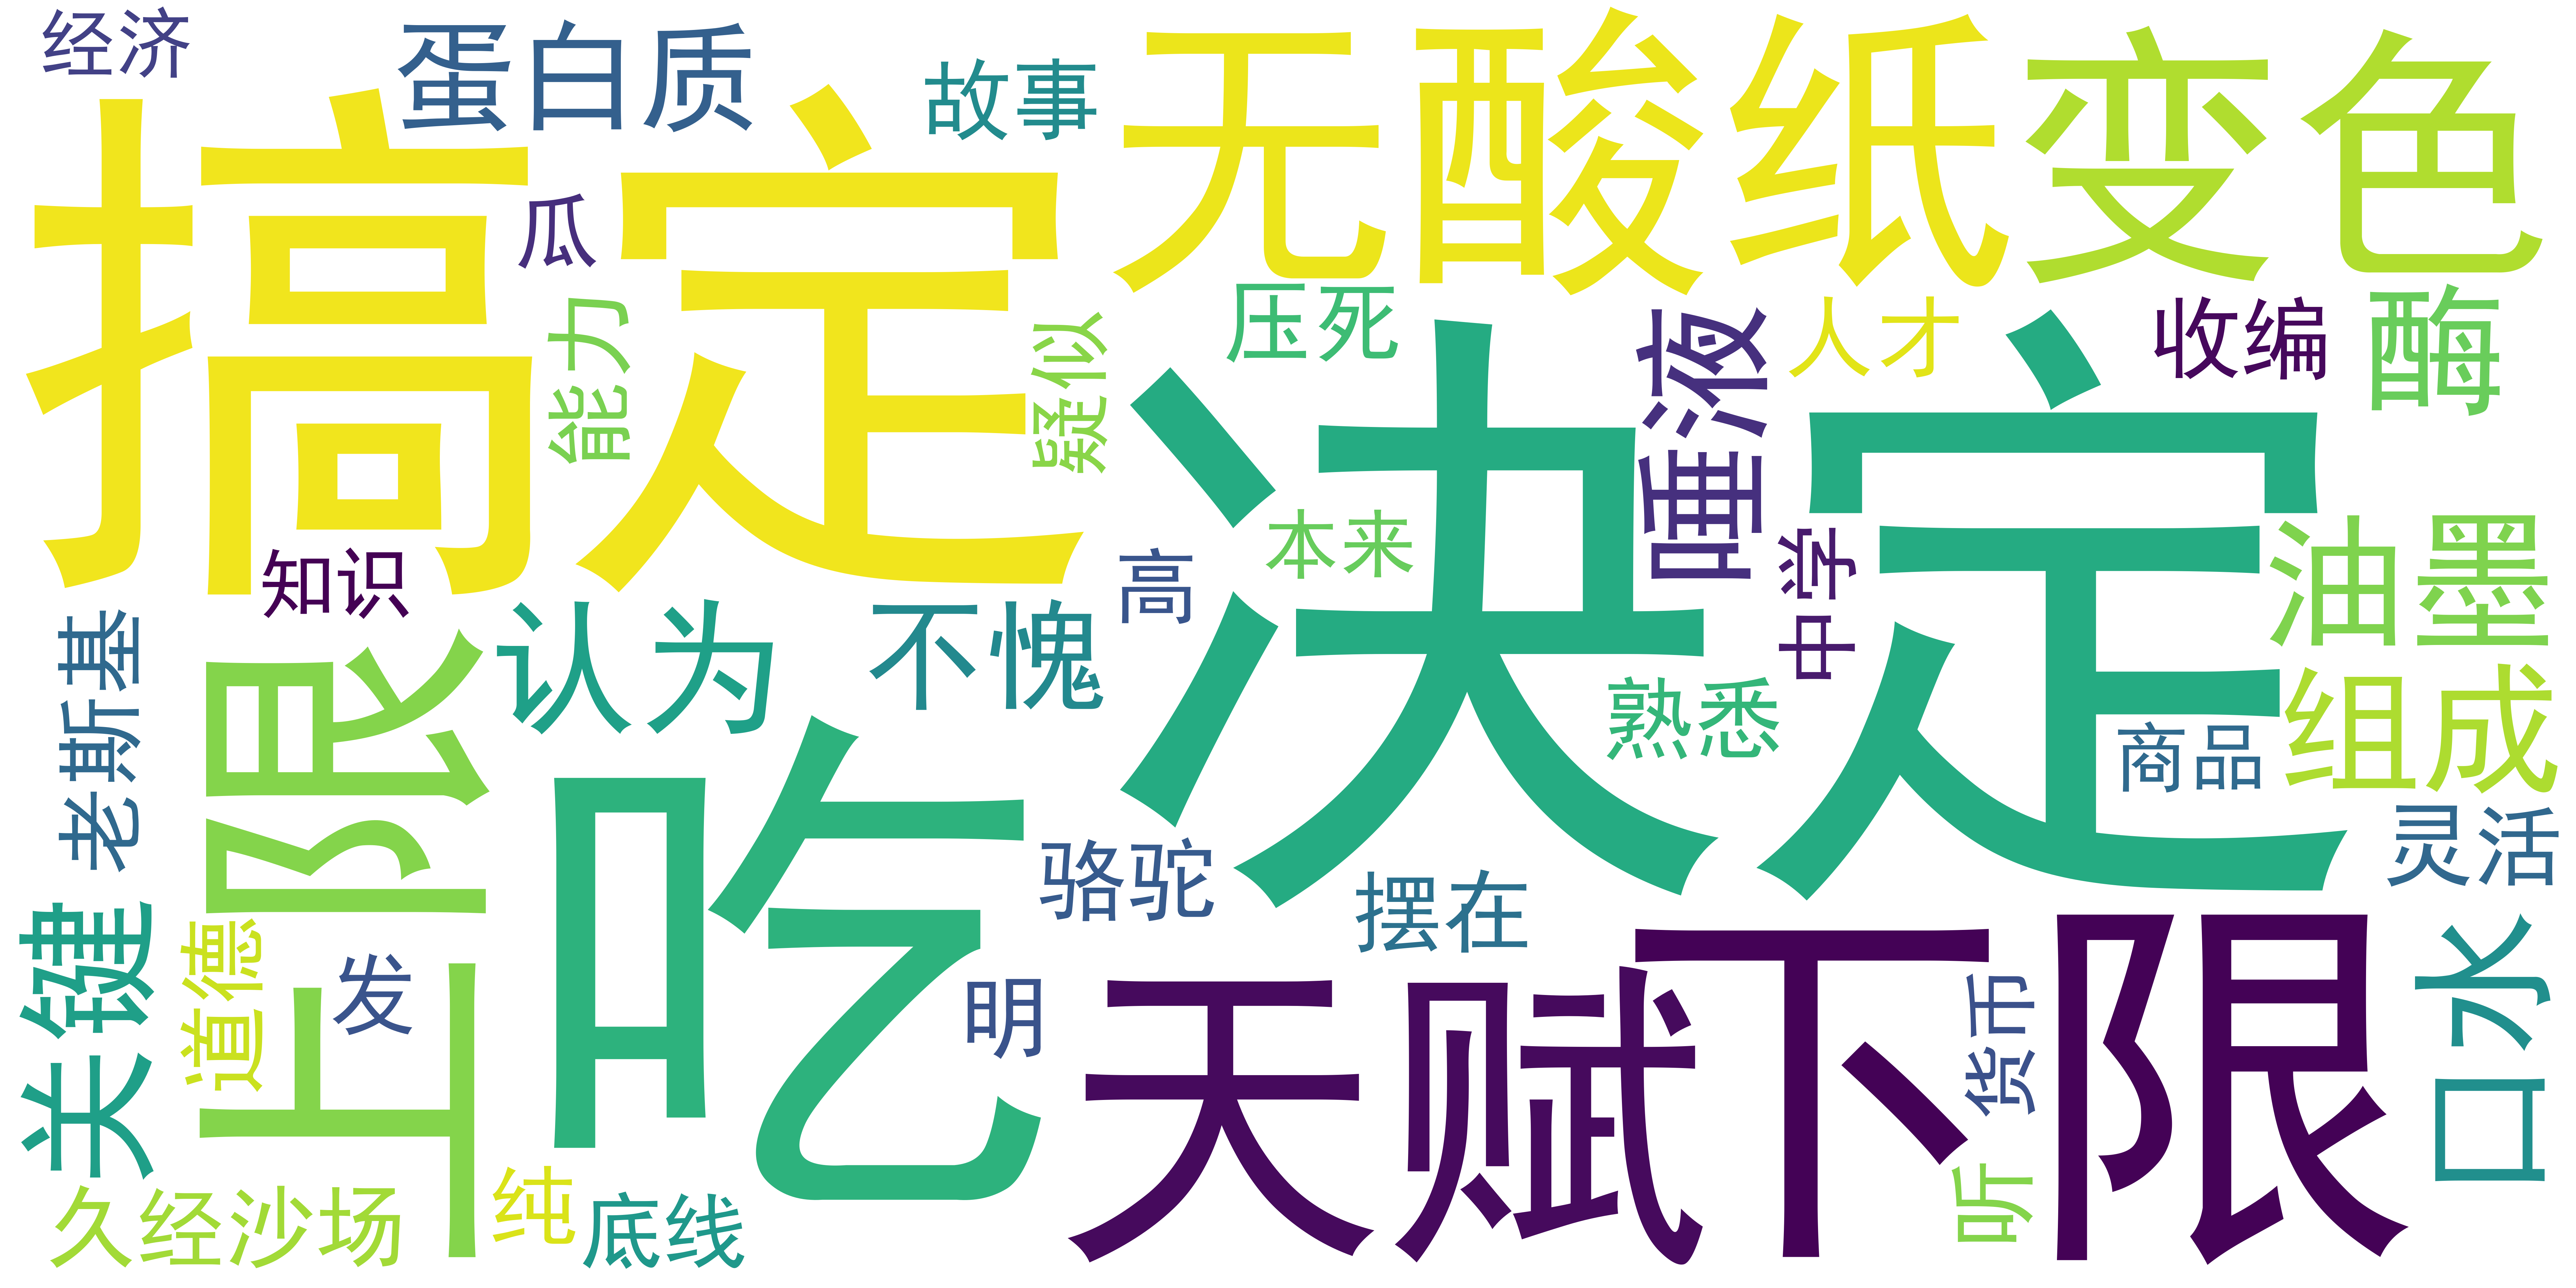 经济
蛋白质
故事
无酸纸
变色
搞定
瓜
能力
疑似
压死
唾液
人才
收编
酶
决定
本来
知识
高
中学
油墨
老斯基
上限
认为
不愧
熟悉
组成
商品
吃
骆驼
摆在
灵活
关键
道德
发
明
天赋
下限
货币
口水
久经沙场
纯
底线
听